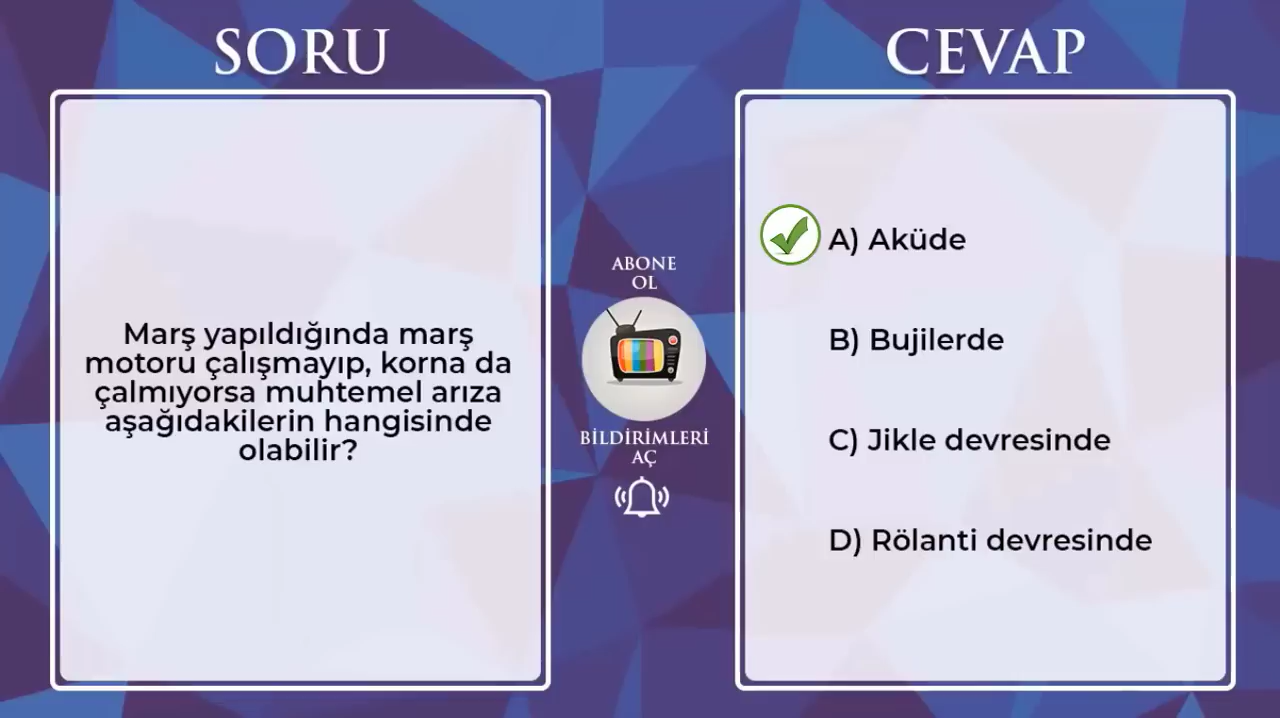 SORU
Marş yapıldığında marş
motoru çalışmayıp, korna da
çalmıyorsa muhtemel arıza
aşağıdakilerin hangisinde
olabilir?
ABONE
OL
BİLDİRİMLERİ
AÇ
CEVAP
A) Aküde
B) Bujilerde
C) Jikle devresinde
D) Rölanti devresinde